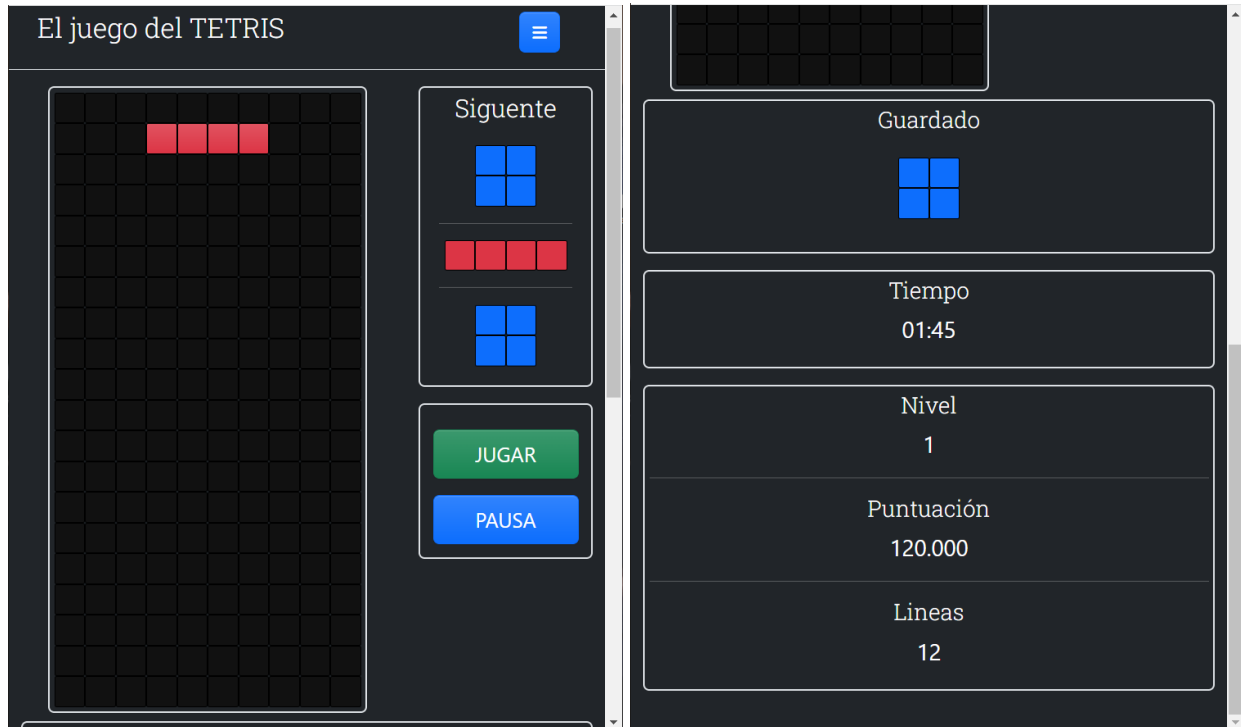 El juego del TETRIS
Siguente
JUGAR
PAUSA
Guardado
Tiempo
01:45
Nivel
1
Puntuación
120.000
Lineas
12